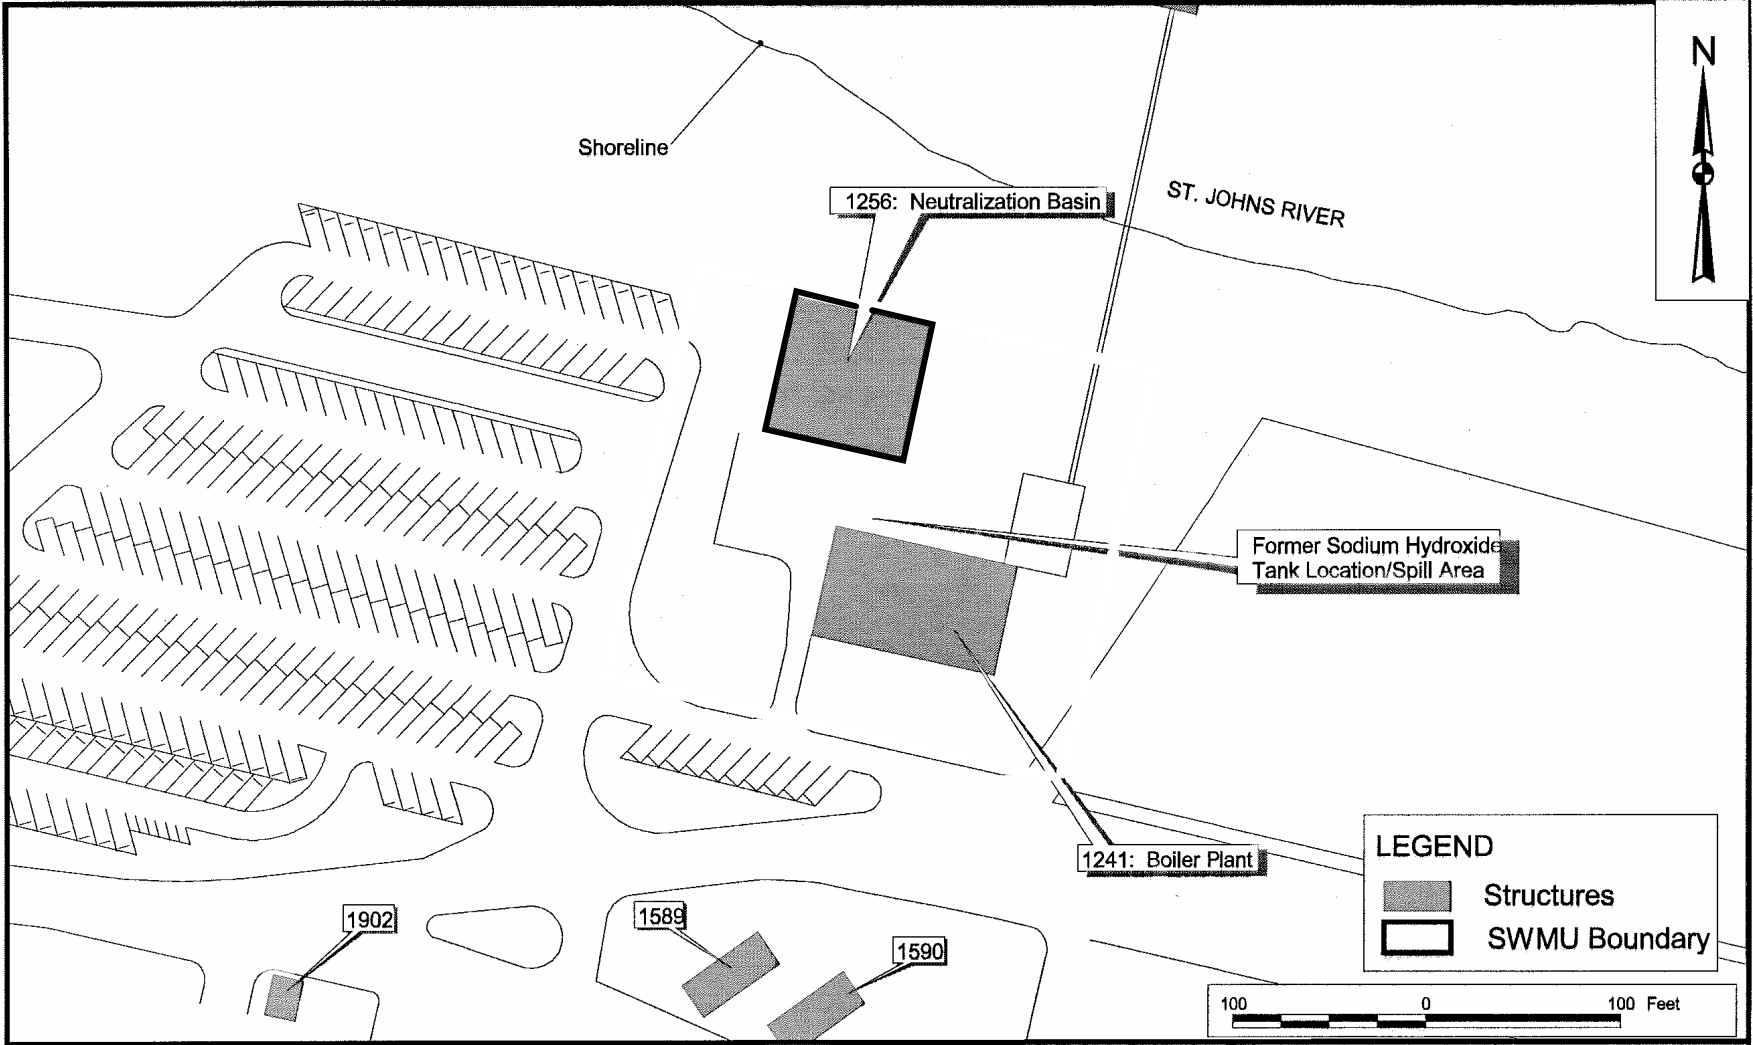 N
Shoreline
1256: Neutralization Basin
ST. JOHNS RIVER
Former Sodium Hydroxide
Tank Location/Spill Area
1241: Boiler Plant
LEGEND
Structures
SWMU Boundary
1902
1589
1590
100 0 100 Feet